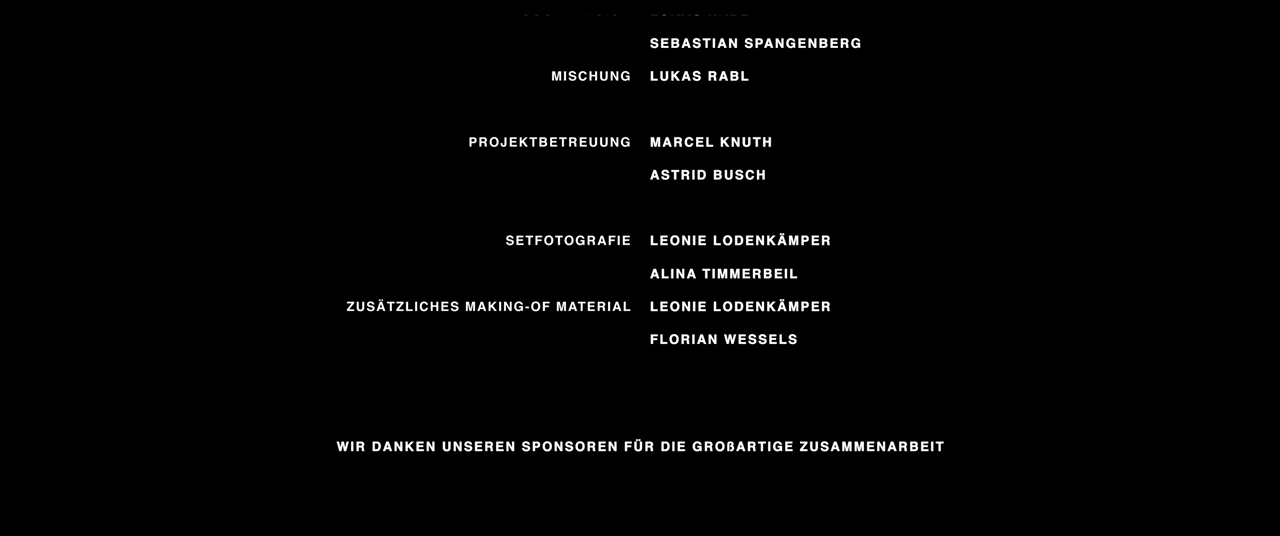 SEBASTIAN SPANGENBERG
MISCHUNG LUKAS RABL
PROJEKTBETREUUNG MARCEL KNUTH
ASTRID BUSCH
SETFOTOGRAFIE LEONIE LODENKÄMPER
ALINA TIMMERBEIL
ZUSÄTZLICHES MAKING-OF MATERIAL LEONIE LODENKÄMPER
FLORIAN WESSELS
WIR DANKEN UNSEREN SPONSOREN FÜR DIE GROßARTIGE ZUSAMMENARBEIT